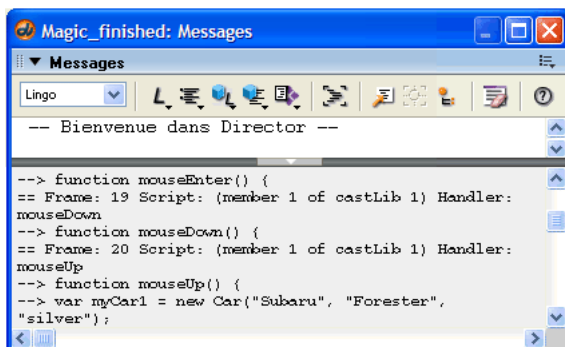 Magic_finished: Messages
Messages
Lingo
-- Bienvenue dans Director --
--> function mouseEnter() {
== Frame: 19 Script: (member 1 of castLib 1) Handler:
mouseDown
--> function mouseDown() {
== Frame: 20 Script: (member 1 of castLib 1) Handler:
mouseUp
--> function mouseUp() {
--> var myCar1 = new Car("Subaru", "Forester",
"silver");